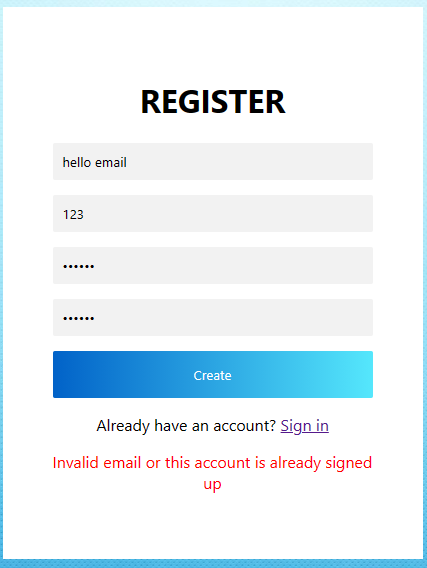 REGISTER
hello email
123
••••••
••••••
Create
Already have an account? Sign in
Invalid email or this account is already signed
up